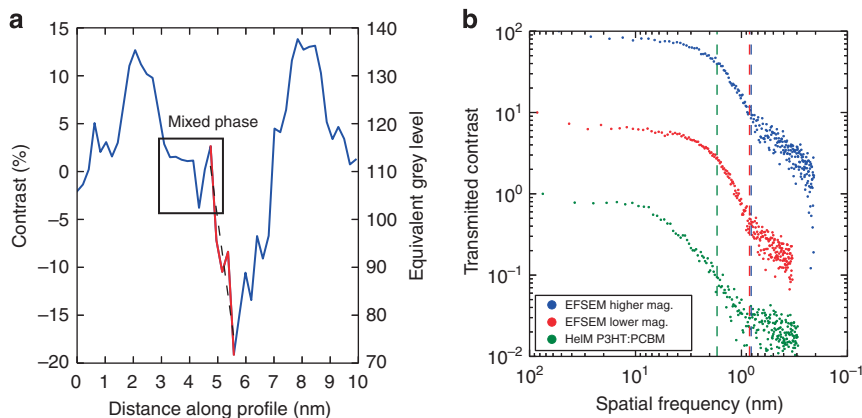 a
15
10
5
0
−5
−10
−15
−20
Contrast (%)
Mixed phase
140
130
120
110
100
90
80
70
Equivalent grey level
0 1 2 3 4 5 6 7 8 9 10
Distance along profile (nm)
b
10²
10¹
10⁰
10⁻¹
10⁻²
Transmitted contrast
EFSEM higher mag.
EFSEM lower mag.
HeIM P3HT:PCBM
10² 10¹ 10⁰ 10⁻¹
Spatial frequency (nm)